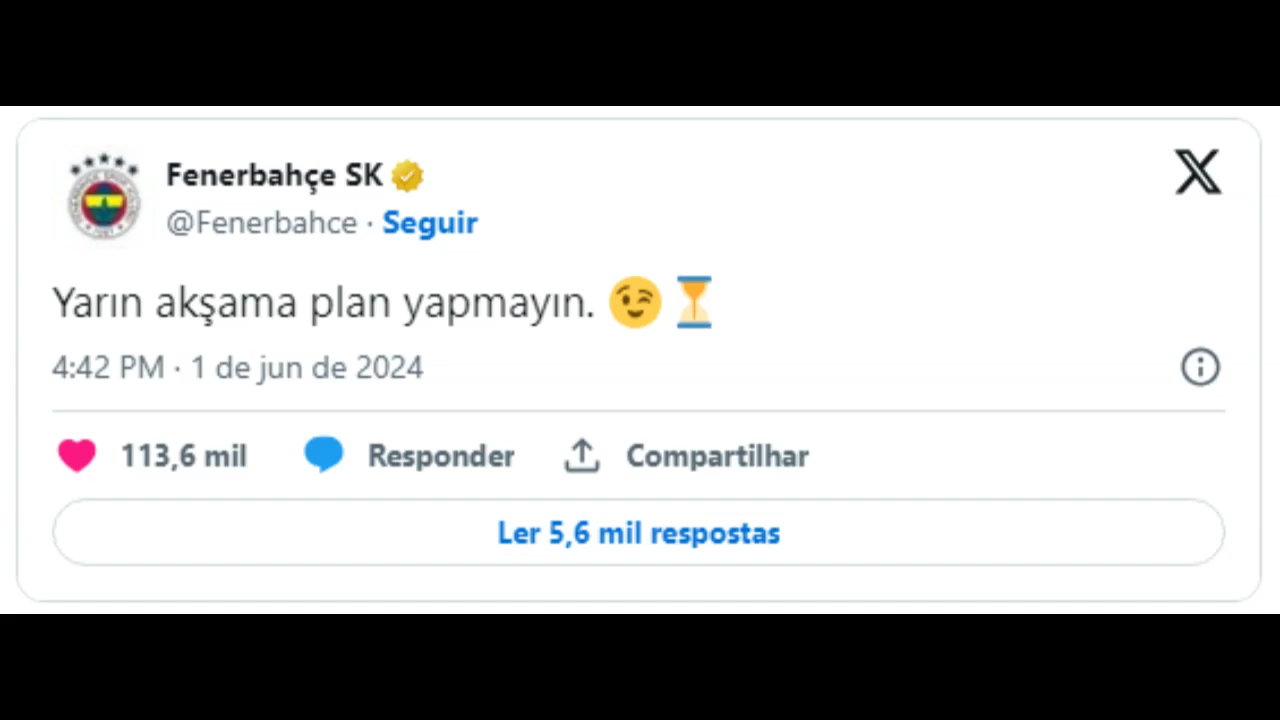 Fenerbahçe SK
@Fenerbahce · Seguir
Yarın akşama plan yapmayın. 😉⏳
4:42 PM · 1 de jun de 2024
113,6 mil Responder Compartilhar
Ler 5,6 mil respostas